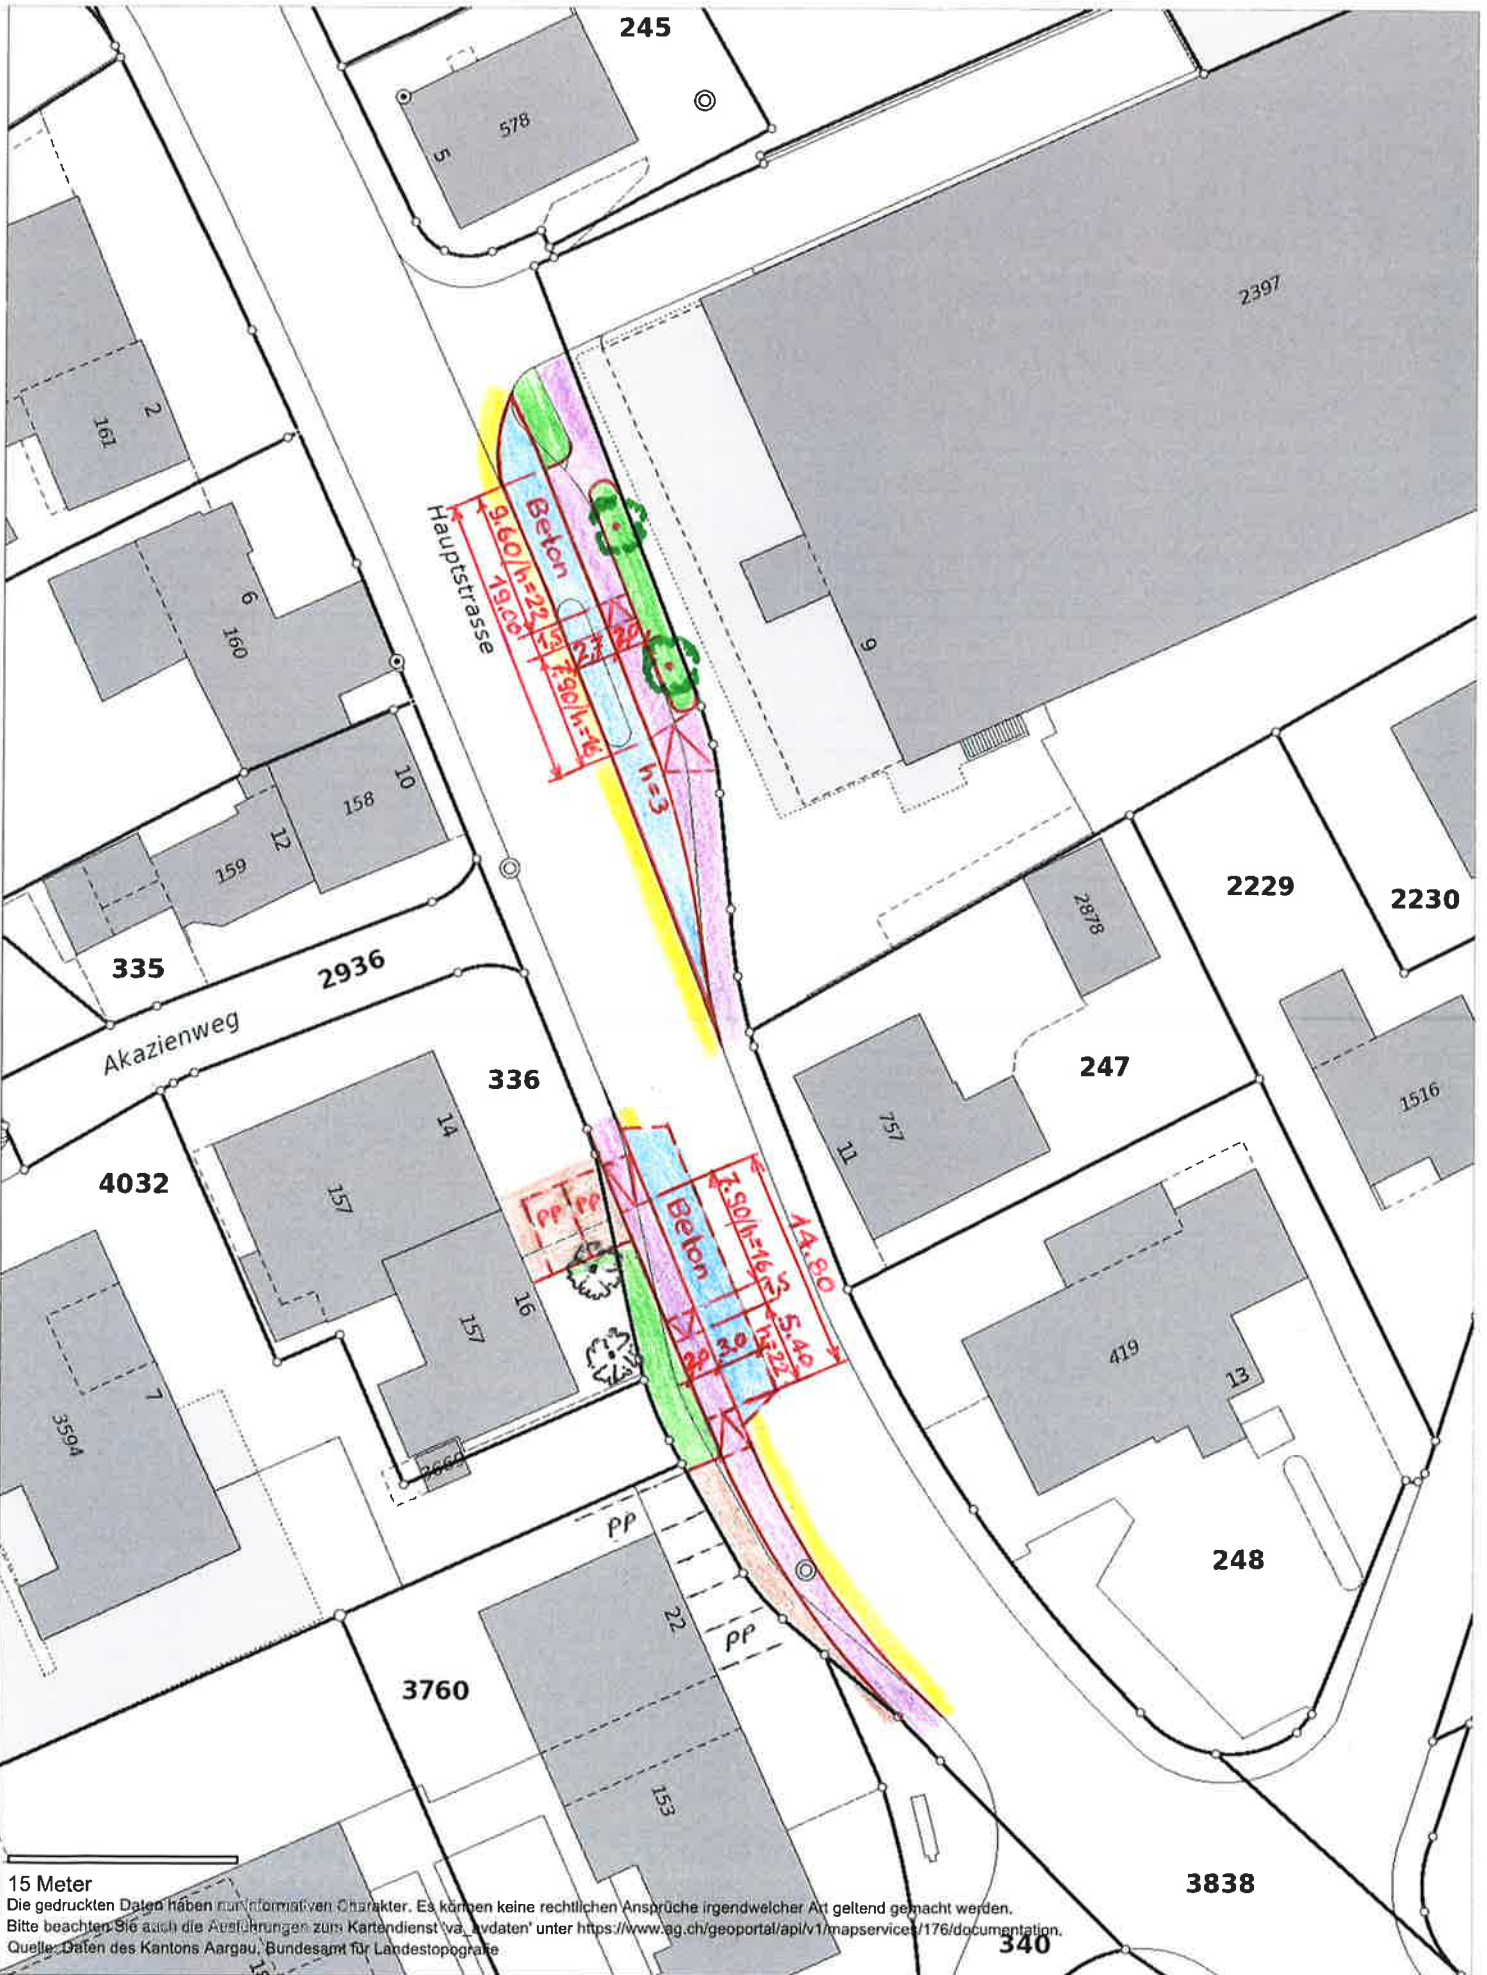 245
578
5
2397
2
161
Hauptstrasse
Beton
9.60/h=22
19.00
1.5
27
7.90/h=16
h=3
6
160
9
10
158
12
159
335
2936
Akazienweg
2878
2229
2230
336
14
247
1516
757
11
4032
157
PP
PP
Beton
7.90/h=16
14.80
1.5
5.40
h=22
3.0
16
157
419
13
7
3594
3669
PP
248
22
PP
3760
153
15 Meter
3838
Die gedruckten Daten haben nur informativen Charakter. Es können keine rechtlichen Ansprüche irgendwelcher Art geltend gemacht werden.
Bitte beachten Sie auch die Ausführungen zum Kartendienst 'va_avdaten' unter https://www.ag.ch/geoportal/api/v1/mapservices/176/documentation.
Quelle: Daten des Kantons Aargau, Bundesamt für Landestopografie
340